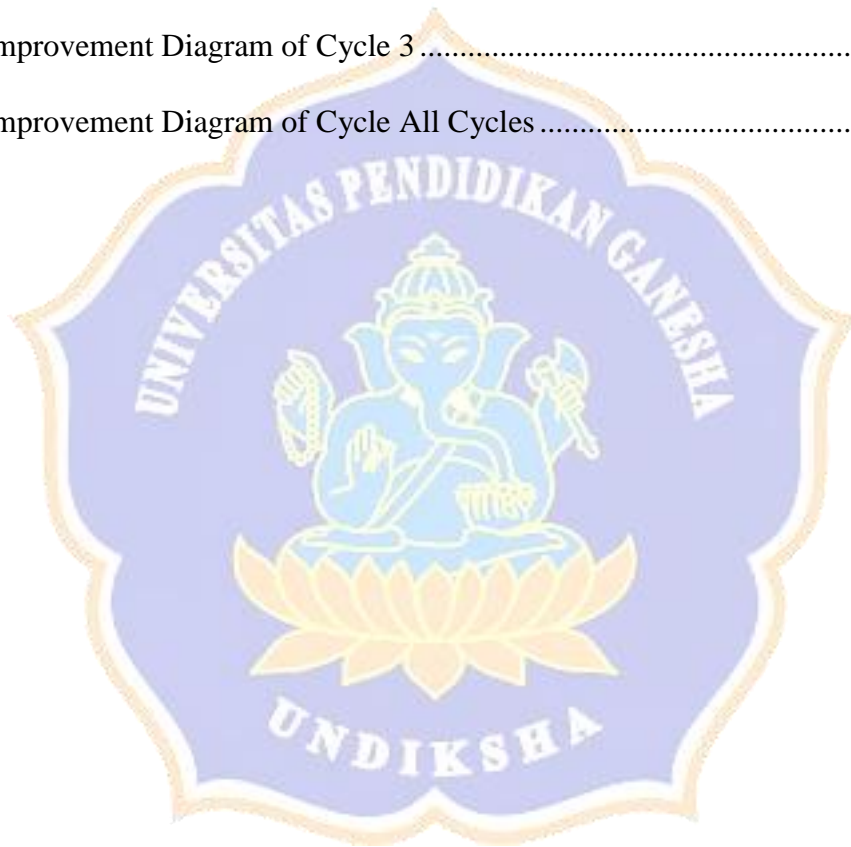 mprovement Diagram of Cycle 3 ......................................................
mprovement Diagram of Cycle All Cycles .......................................
UNIVERSITAS PENDIDIKAN GANESHA
UNDIKSHA